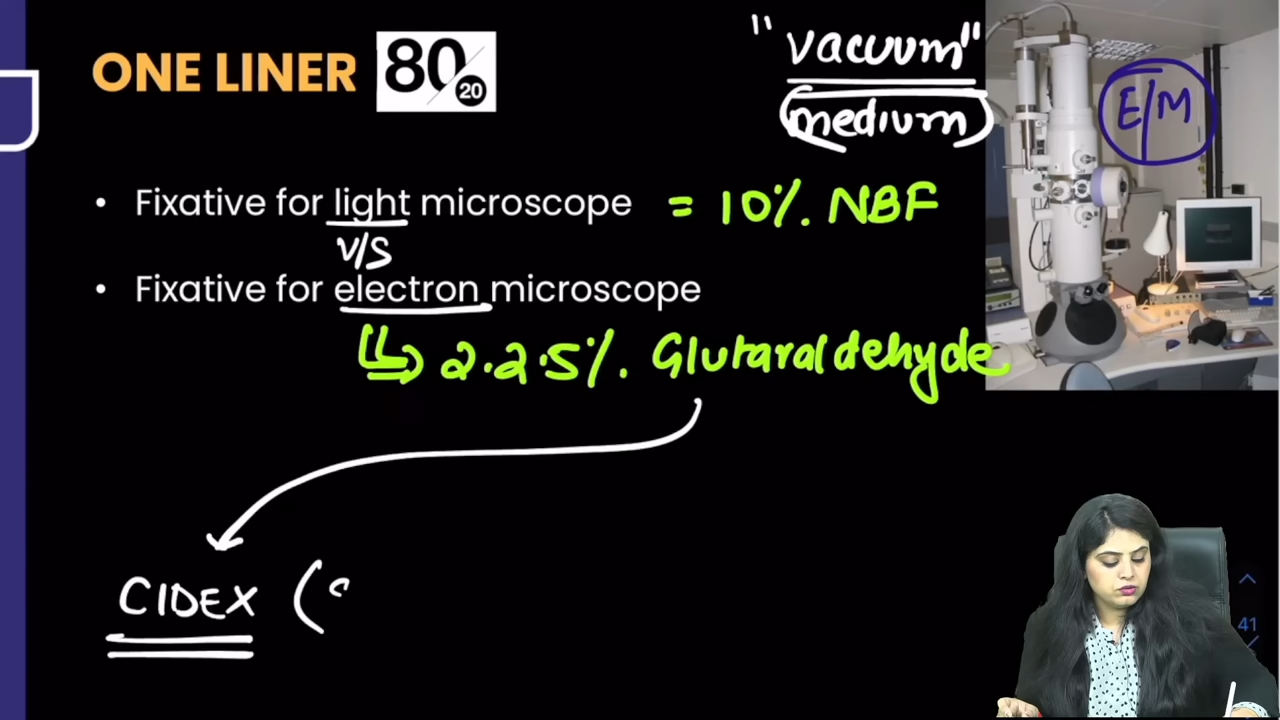 "vacuum"
medium
E/M
ONE LINER 80/20
• Fixative for light microscope = 10%. NBF
V/S
• Fixative for electron microscope
↳ 2.2.5%. Glutaraldehyde
CIDEX (
41